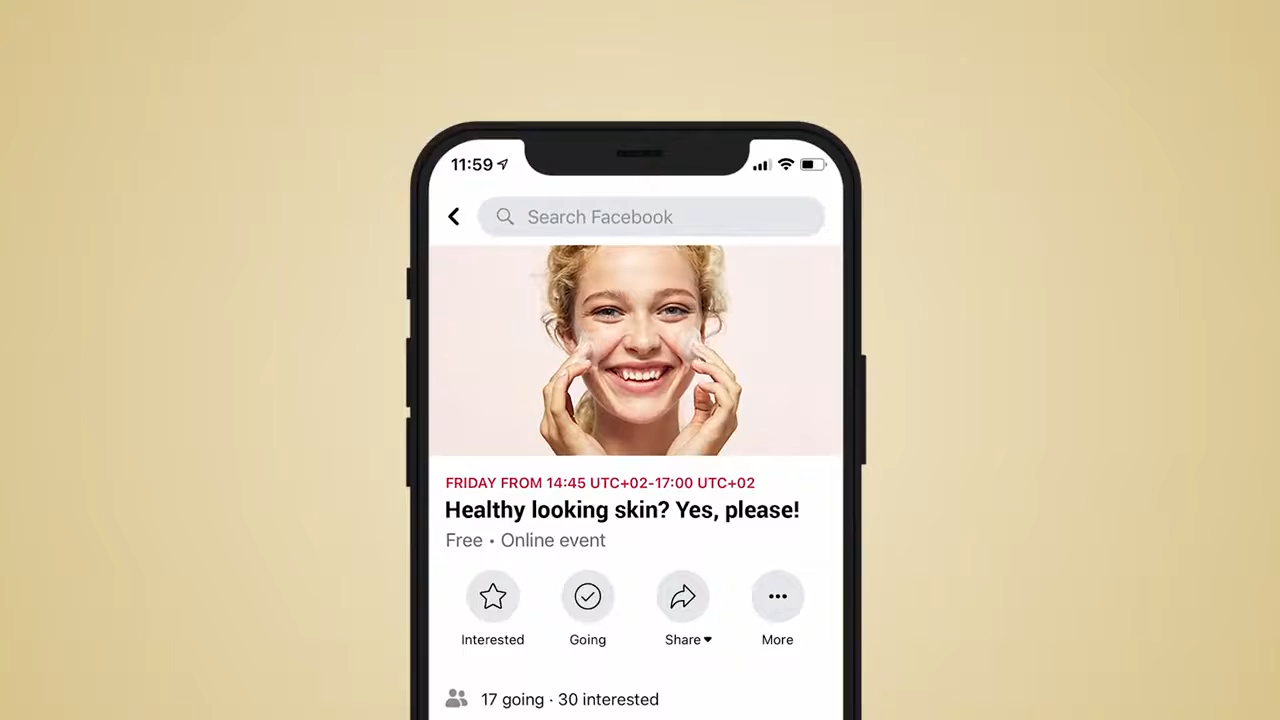 11:59
Search Facebook
FRIDAY FROM 14:45 UTC+02-17:00 UTC+02
Healthy looking skin? Yes, please!
Free • Online event
Interested
Going
Share
More
17 going · 30 interested